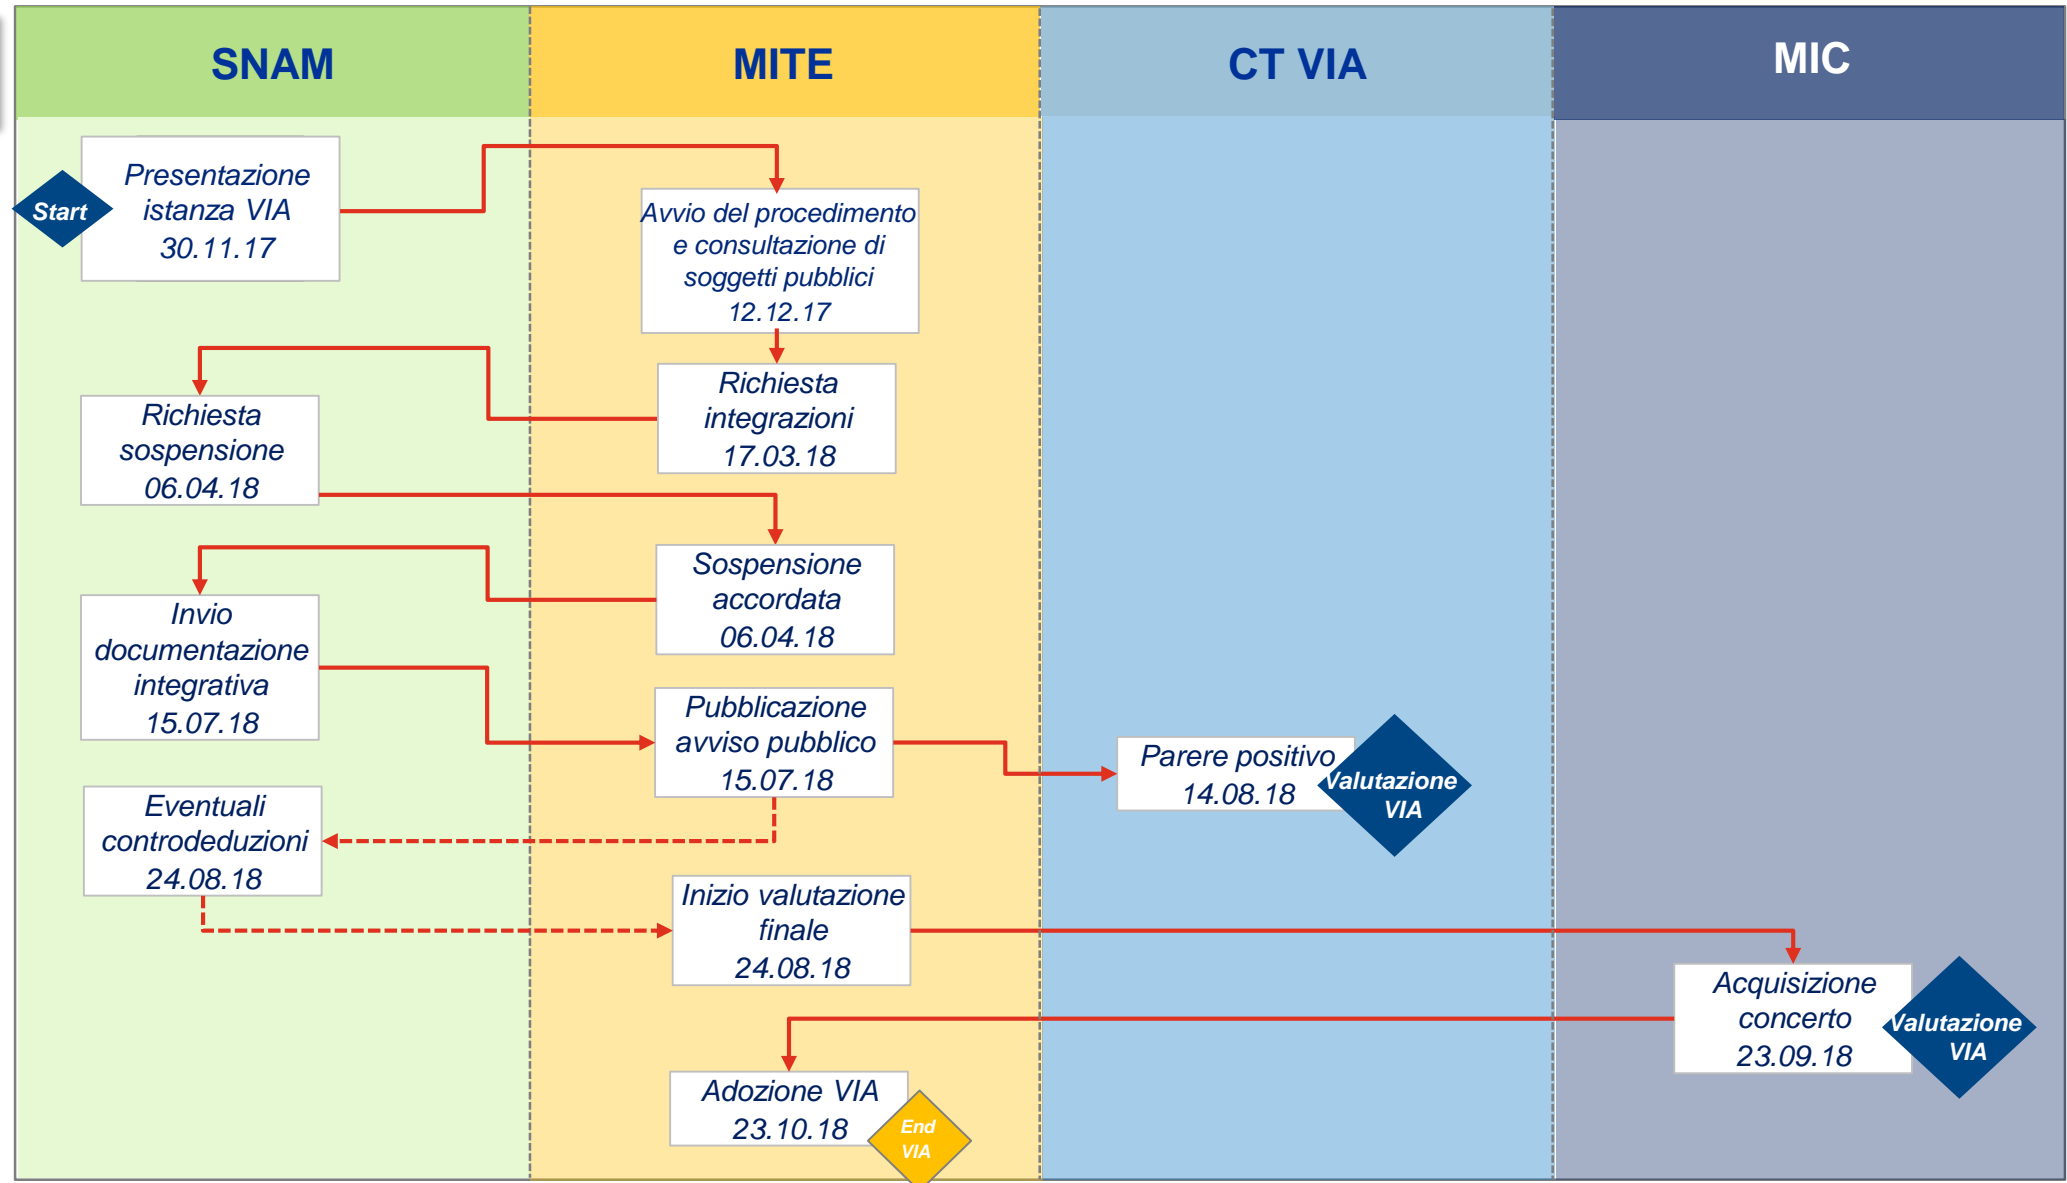 SNAM
MITE
CT VIA
MIC
Start
Presentazione
istanza VIA
30.11.17
Avvio del procedimento
e consultazione di
soggetti pubblici
12.12.17
Richiesta
integrazioni
17.03.18
Richiesta
sospensione
06.04.18
Sospensione
accordata
06.04.18
Invio
documentazione
integrativa
15.07.18
Pubblicazione
avviso pubblico
15.07.18
Parere positivo
14.08.18
Valutazione
VIA
Eventuali
controdeduzioni
24.08.18
Inizio valutazione
finale
24.08.18
Acquisizione
concerto
23.09.18
Valutazione
VIA
Adozione VIA
23.10.18
End
VIA